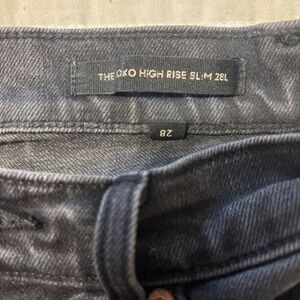 THE OKO HIGH RISE SLIM 28L
28